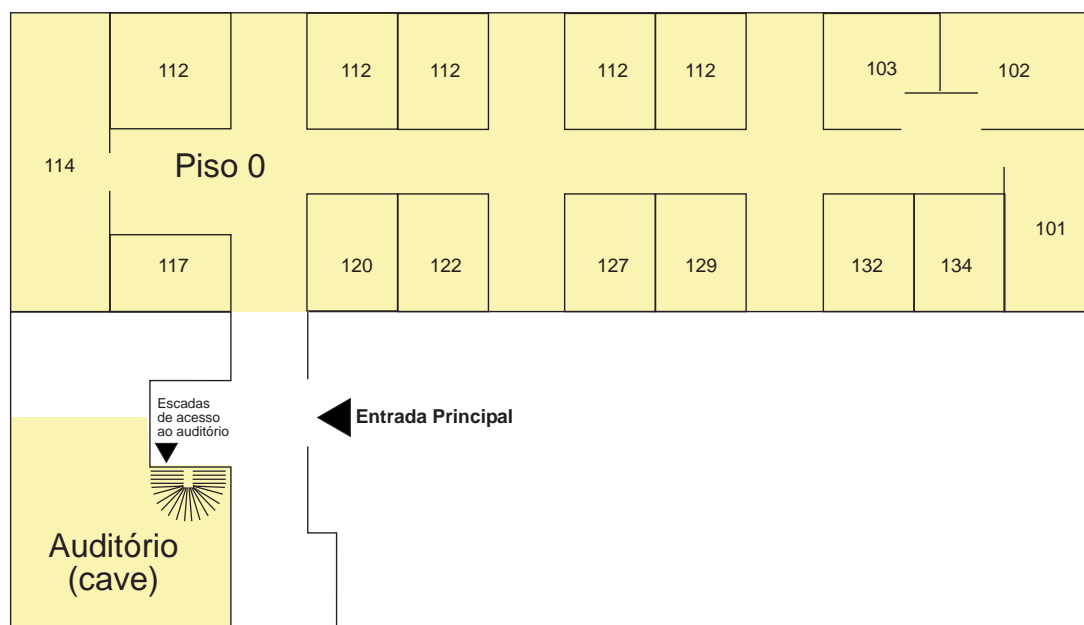 112
112
112
112
112
103
102
114
Piso 0
101
117
120
122
127
129
132
134
Escadas
de acesso
ao auditório
Entrada Principal
Auditório
(cave)